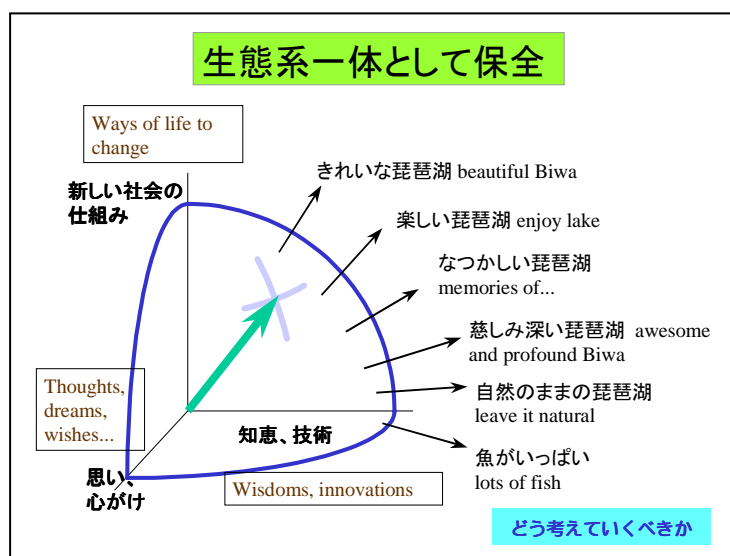 生態系一体として保全
Ways of life to
change
新しい社会の
仕組み
きれいな琵琶湖 beautiful Biwa
楽しい琵琶湖 enjoy lake
なつかしい琵琶湖
memories of...
慈しみ深い琵琶湖 awesome
and profound Biwa
自然のままの琵琶湖
leave it natural
魚がいっぱい
lots of fish
Thoughts,
dreams,
wishes...
知恵、技術
思い、
心がけ
Wisdoms, innovations
どう考えていくべきか